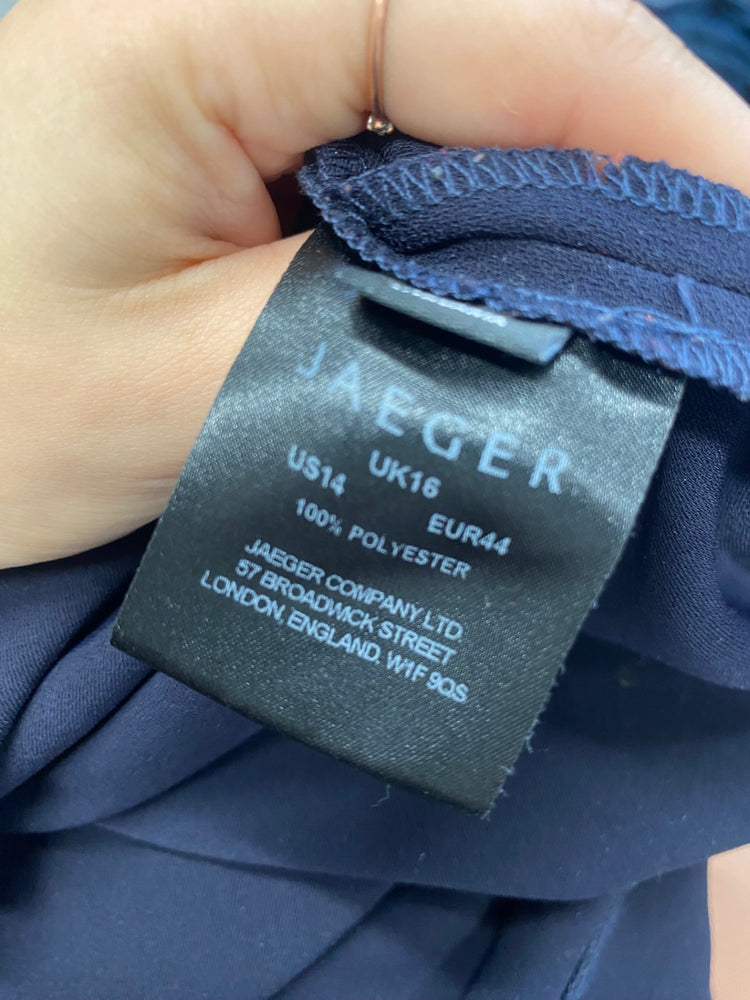 JAEGER
US14 UK16 EUR44
100% POLYESTER
JAEGER COMPANY LTD
57 BROADWICK STREET
LONDON, ENGLAND. W1F 9QS